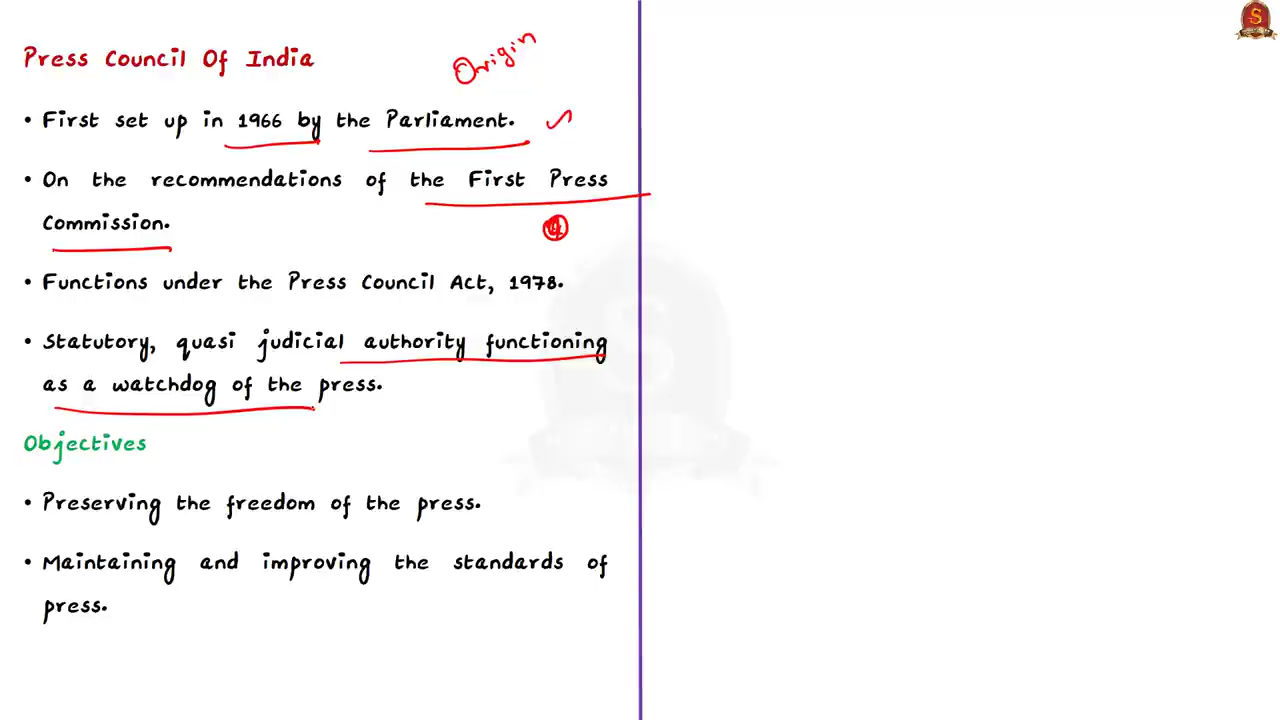 Press Council Of India
Origin
• First set up in 1966 by the Parliament.
• On the recommendations of the First Press
Commission.
• Functions under the Press Council Act, 1978.
• Statutory, quasi judicial authority functioning
as a watchdog of the press.
Objectives
• Preserving the freedom of the press.
• Maintaining and improving the standards of
press.
S